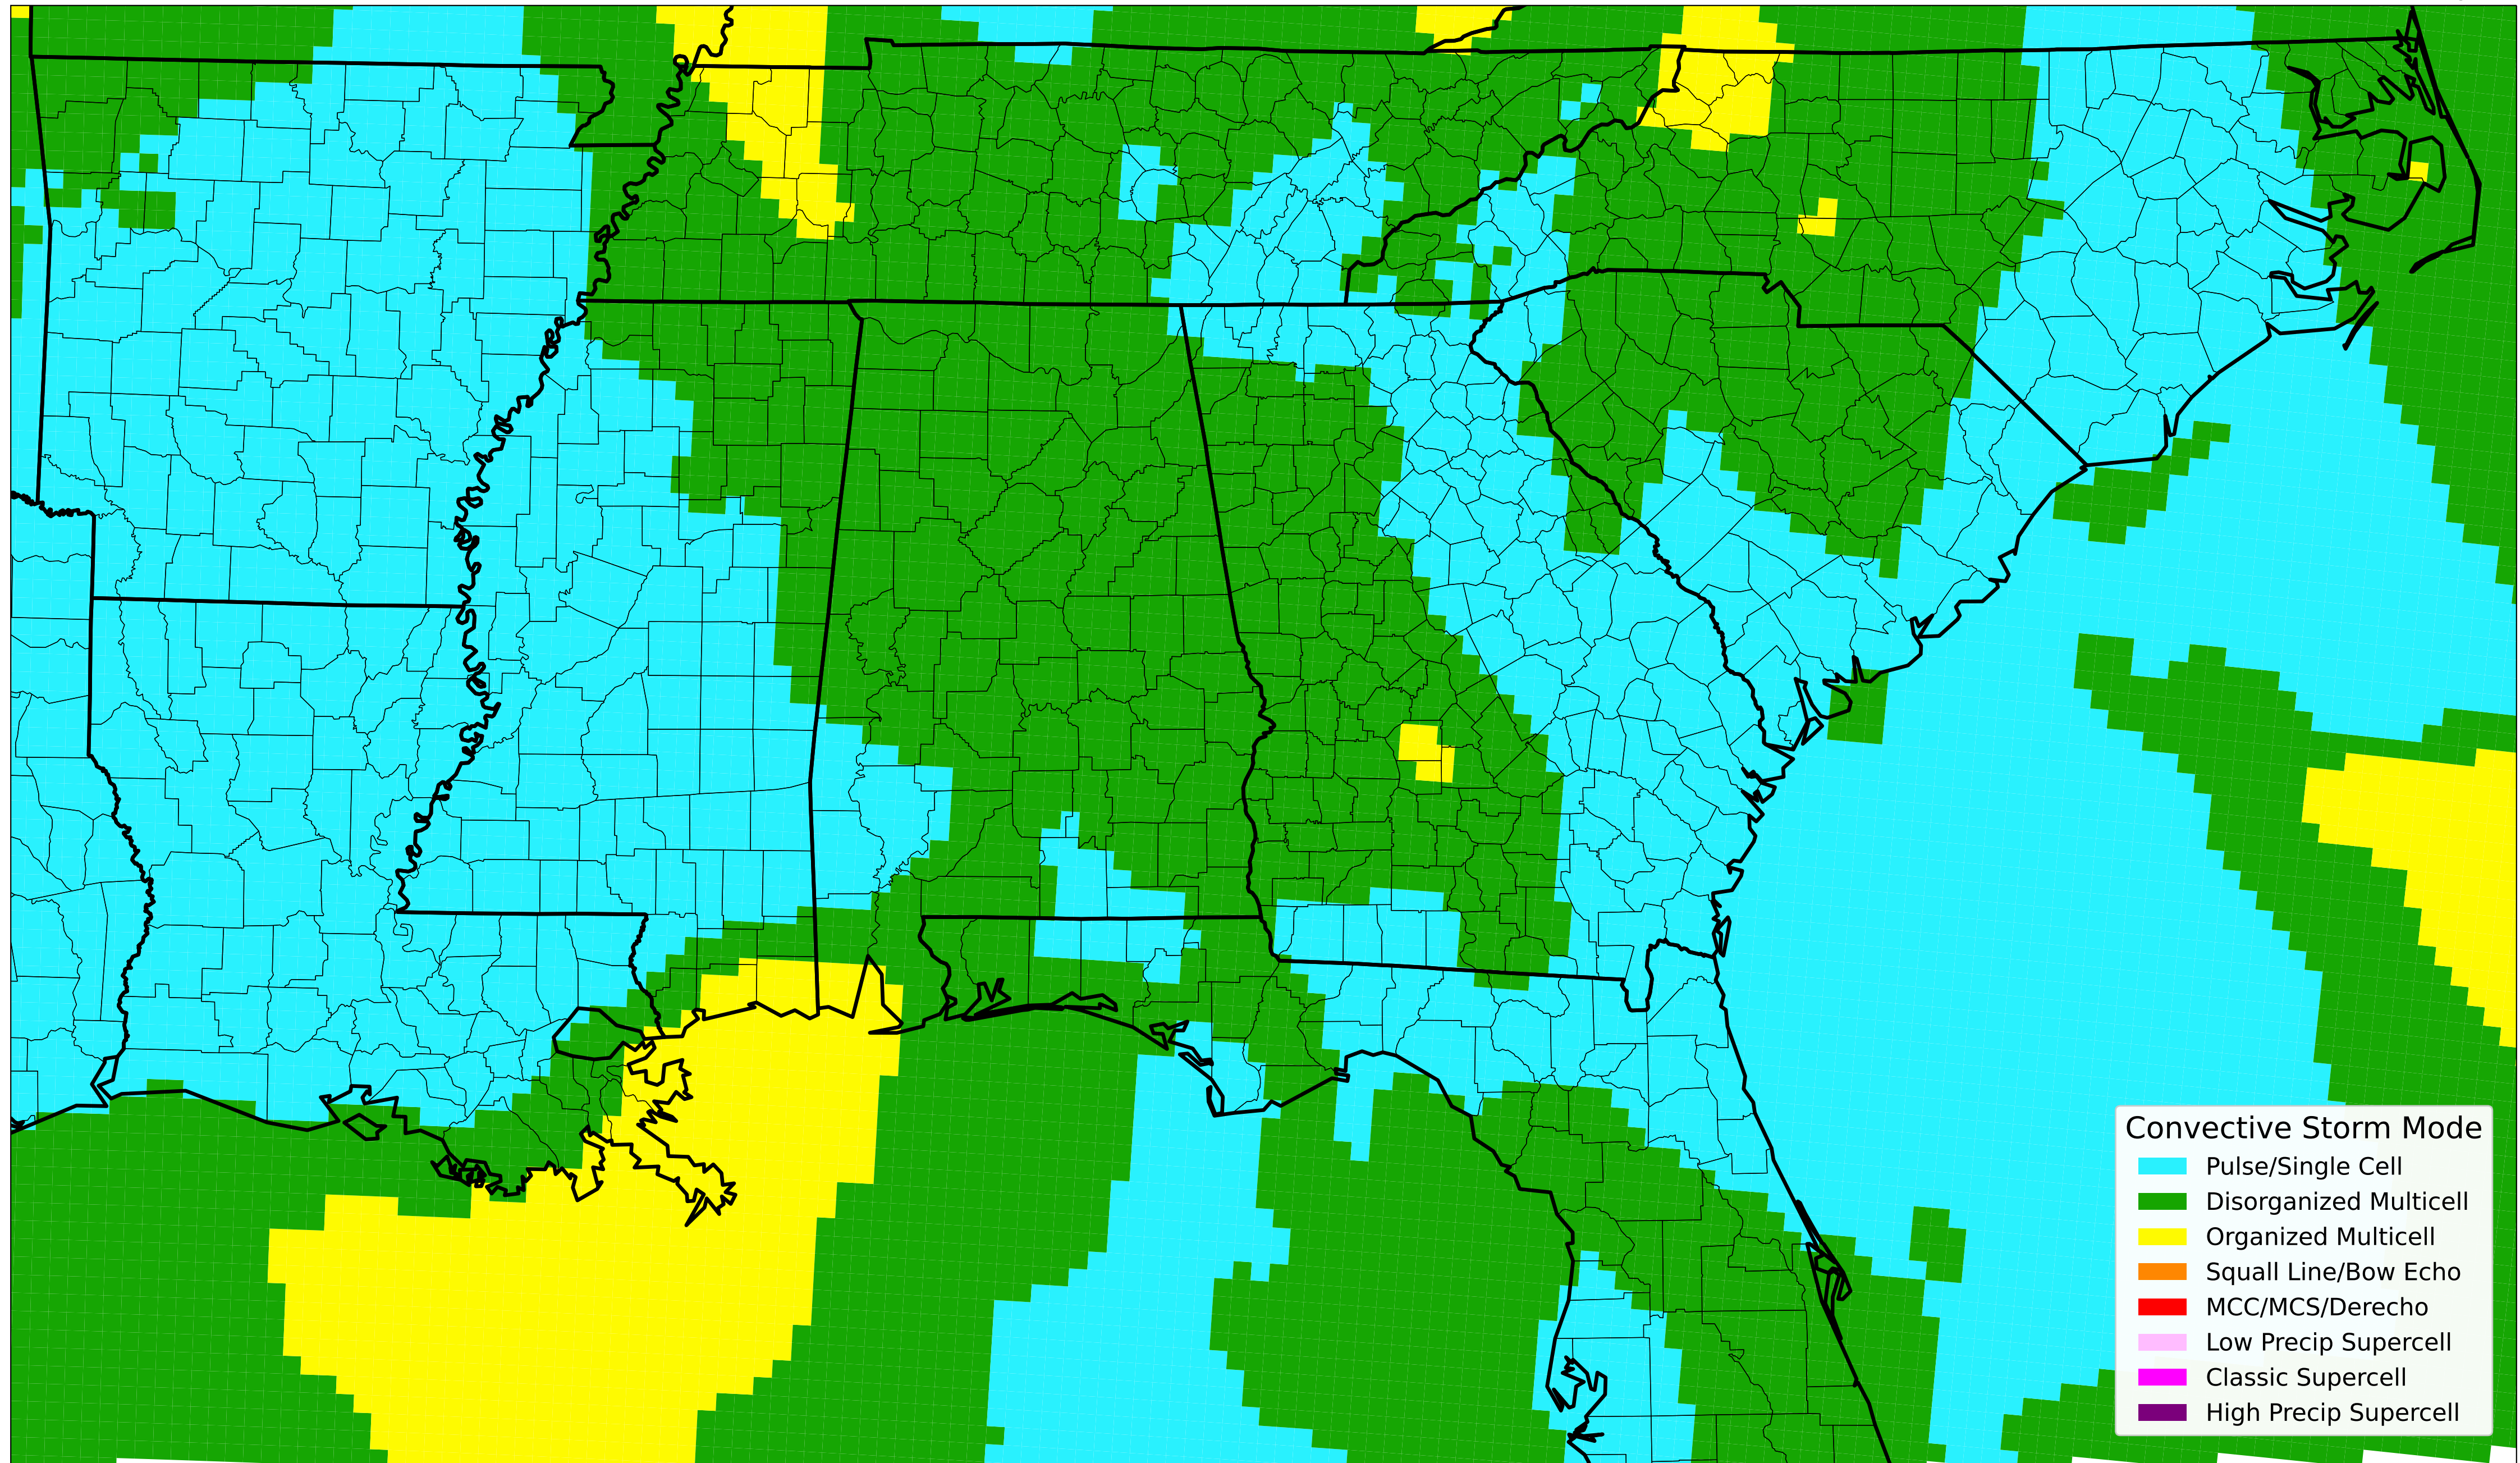 Convective Storm Mode
Pulse/Single Cell
Disorganized Multicell
Organized Multicell
Squall Line/Bow Echo
MCC/MCS/Derecho
Low Precip Supercell
Classic Supercell
High Precip Supercell